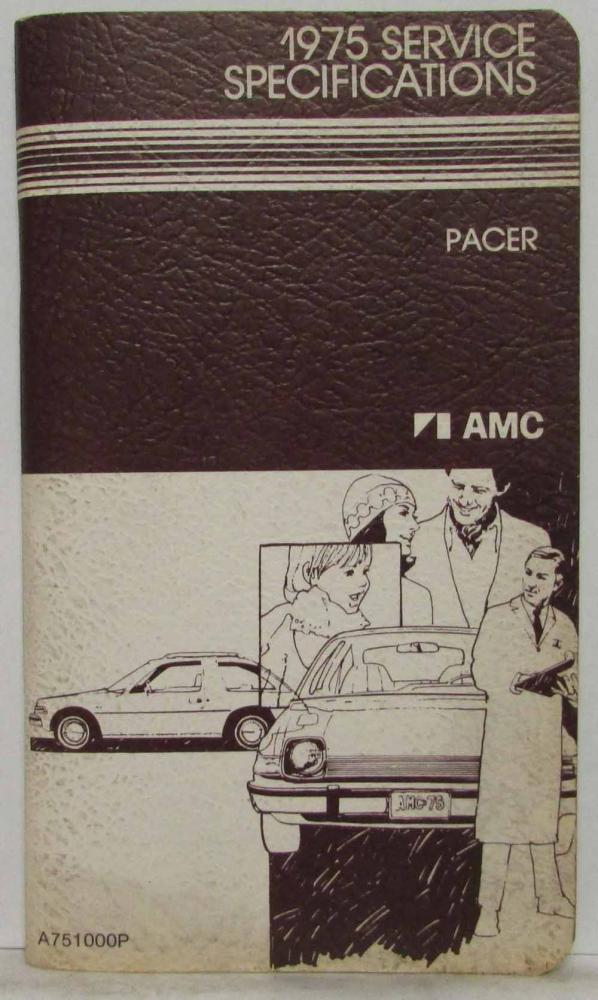 1975 SERVICE
SPECIFICATIONS
PACER
AMC
AMC-75
A751000P